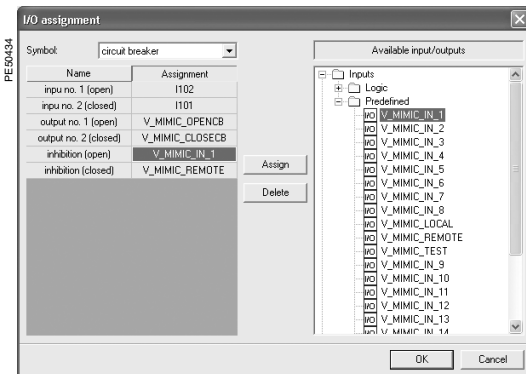 PE50434
I/O assignment
Symbol: circuit breaker
Available input/outputs
Name Assignment
inpu no. 1 (open) I102
inpu no. 2 (closed) I101
output no. 1 (open) V_MIMIC_OPENCB
output no. 2 (closed) V_MIMIC_CLOSECB
inhibition (open) V_MIMIC_IN_1
inhibition (closed) V_MIMIC_REMOTE
Assign
Delete
Inputs
Logic
Predefined
I/O V_MIMIC_IN_1
I/O V_MIMIC_IN_2
I/O V_MIMIC_IN_3
I/O V_MIMIC_IN_4
I/O V_MIMIC_IN_5
I/O V_MIMIC_IN_6
I/O V_MIMIC_IN_7
I/O V_MIMIC_IN_8
I/O V_MIMIC_LOCAL
I/O V_MIMIC_REMOTE
I/O V_MIMIC_TEST
I/O V_MIMIC_IN_9
I/O V_MIMIC_IN_10
I/O V_MIMIC_IN_11
I/O V_MIMIC_IN_12
I/O V_MIMIC_IN_13
I/O V_MIMIC_IN_14
OK Cancel